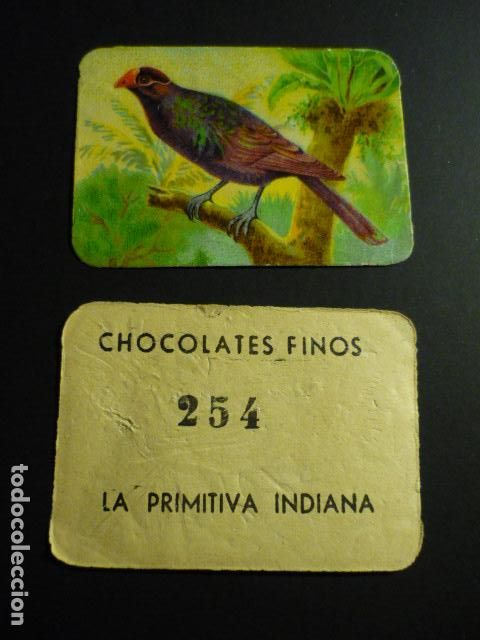 CHOCOLATES FINOS
254
LA PRIMITIVA INDIANA
todocoleccion